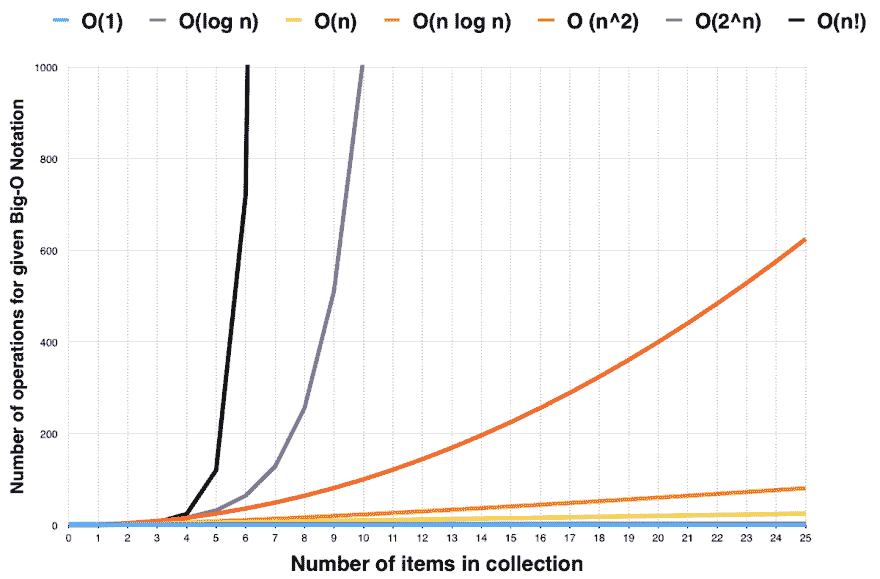 O(1) O(log n) O(n) O(n log n) O (n^2) O(2^n) O(n!)
Number of operations for given Big-O Notation
1000
800
600
400
200
0
0 1 2 3 4 5 6 7 8 9 10 11 12 13 14 15 16 17 18 19 20 21 22 23 24 25
Number of items in collection